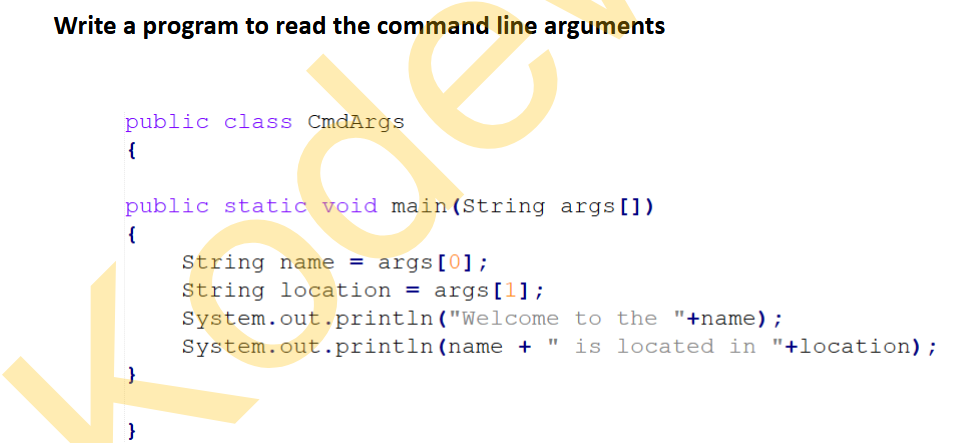 Write a program to read the command line arguments
public class CmdArgs
{
public static void main(String args[])
{
String name = args[0];
String location = args[1];
System.out.println("Welcome to the "+name);
System.out.println(name + " is located in "+location);
}
}
Kode